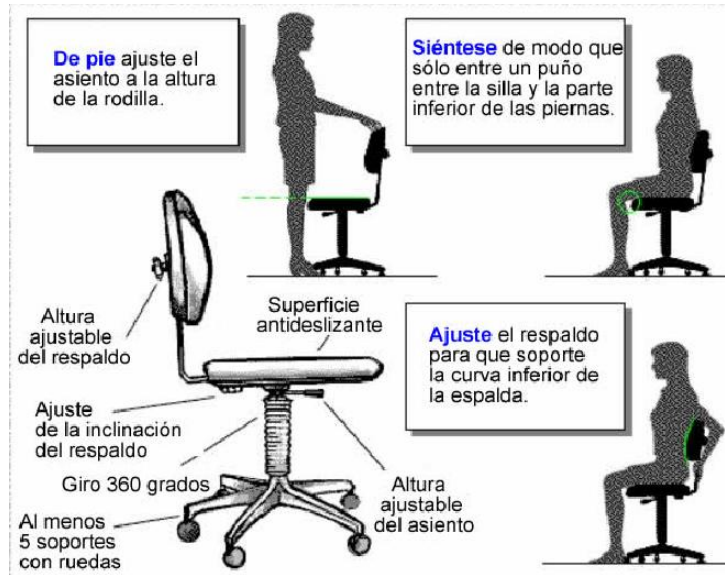 De pie ajuste el
asiento a la altura
de la rodilla.
Siéntese de modo que
sólo entre un puño
entre la silla y la parte
inferior de las piernas.
Altura
ajustable
del respaldo
Superficie
antideslizante
Ajuste
de la inclinación
del respaldo
Giro 360 grados
Al menos
5 soportes
con ruedas
Altura
ajustable
del asiento
Ajuste el respaldo
para que soporte
la curva inferior de
la espalda.